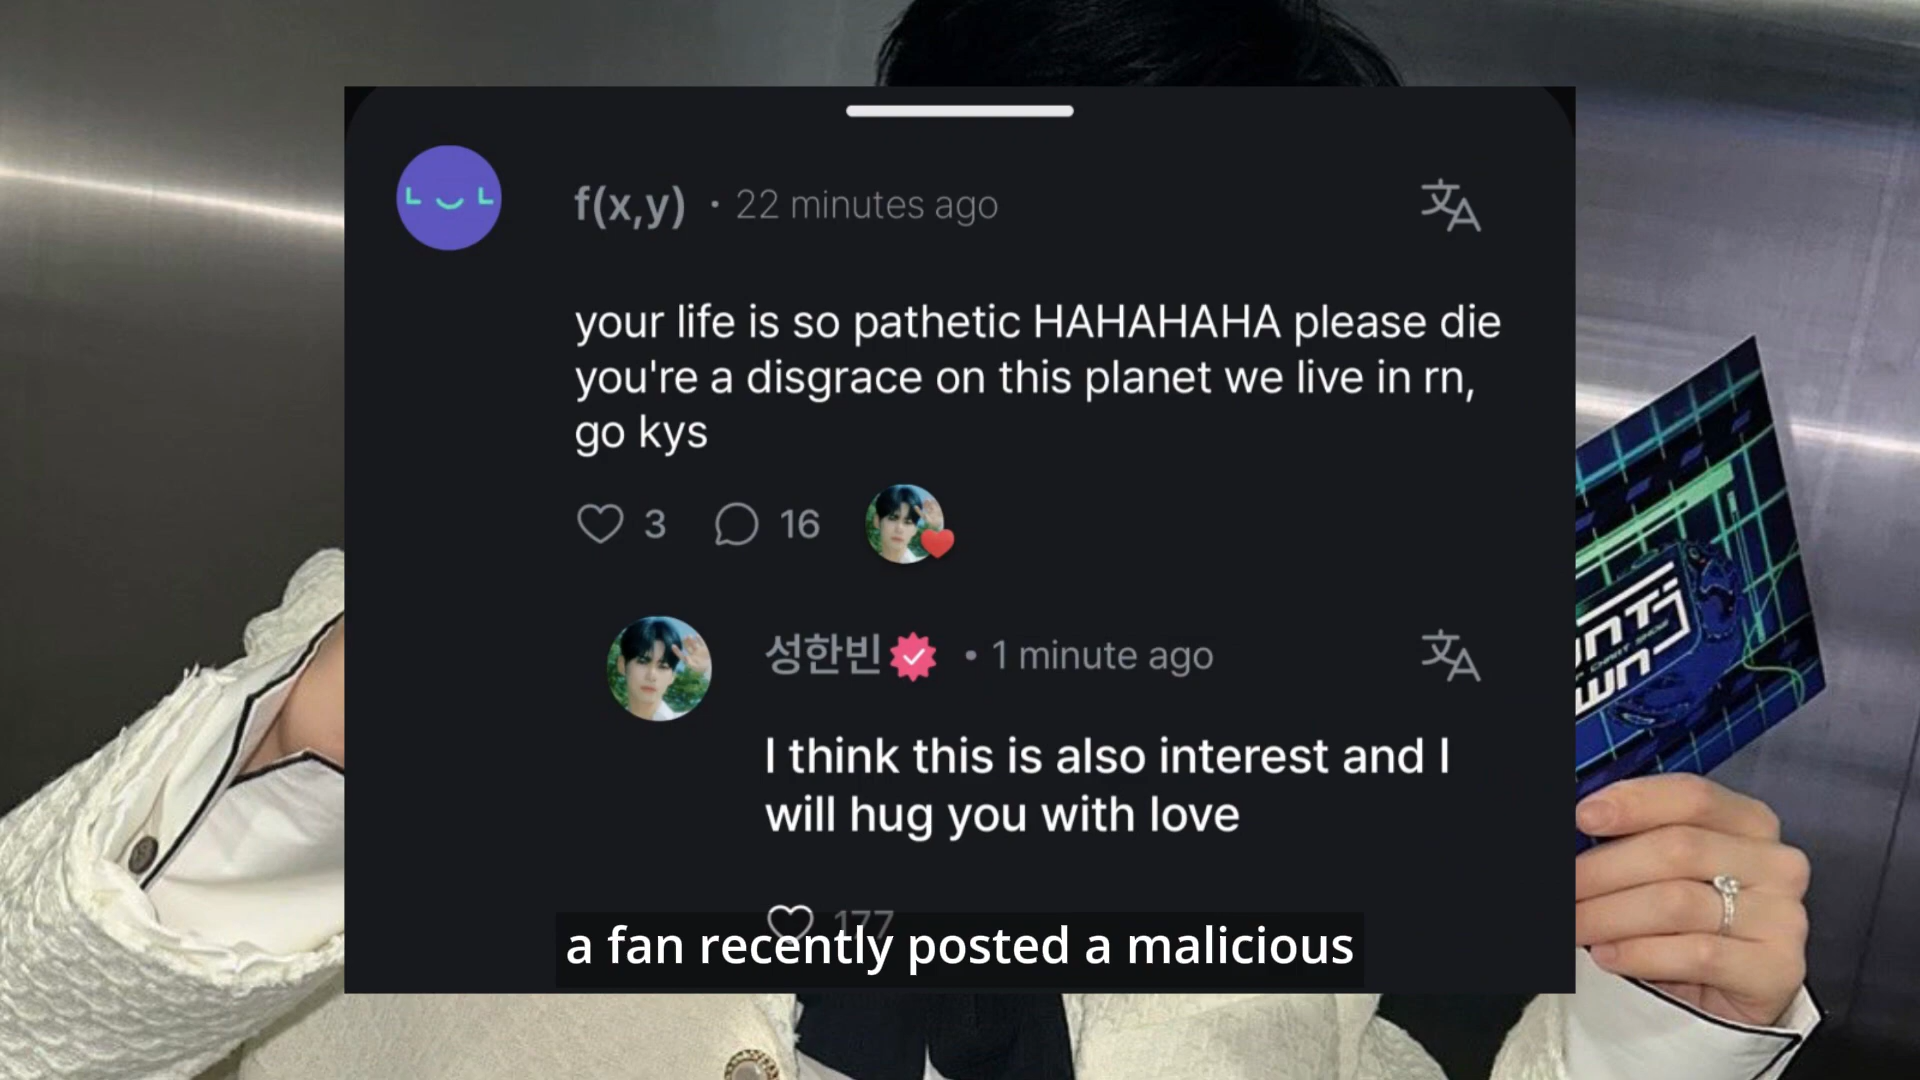 f(x,y) • 22 minutes ago
your life is so pathetic HAHAHAHA please die
you're a disgrace on this planet we live in rn,
go kys
3 16
성한빈 • 1 minute ago
I think this is also interest and I
will hug you with love
177
a fan recently posted a malicious